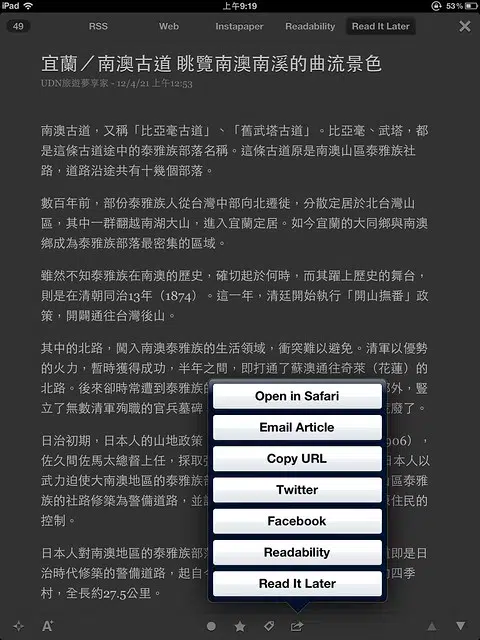 iPad 上午9:19 53%
49 RSS Web Instapaper Readability Read It Later
宜蘭／南澳古道 眺覽南澳南溪的曲流景色
UDN旅遊夢享家 - 12/4/21 上午12:53
南澳古道，又稱「比亞毫古道」、「舊武塔古道」。比亞毫、武塔，都
是這條古道途中的泰雅族部落名稱。這條古道原是南澳山區泰雅族社
路，道路沿途共有十幾個部落。
數百年前，部份泰雅族人從台灣中部向北遷徙，分散定居於北台灣山
區，其中一群翻越南湖大山，進入宜蘭定居。如今宜蘭的大同鄉與南澳
鄉成為泰雅族部落最密集的區域。
雖然不知泰雅族在南澳的歷史，確切起於何時，而其躍上歷史的舞台，
則是在清朝同治13年（1874）。這一年，清廷開始執行「開山撫番」政
策，開闢通往台灣後山。
其中的北路，闖入南澳泰雅族的生活領域，衝突難以避免。清軍以優勢
的火力，暫時獲得成功，半年之間，即打通了蘇澳通往奇萊（花蓮）的
北路。後來卻時常遭到泰雅族的 外，豎
立了無數清軍殉職的官兵墓碑 廢了。
日治初期，日本人的山地政策 906），
佐久間佐馬太總督上任，採取 日本人以
武力迫使大南澳地區的泰雅族部 山區泰雅
族的社路修築為警備道路，並 原住民的
控制。
日本人對南澳地區的泰雅族部落 道即是日
治時代修築的警備道路，起自今 的四季
村，全長約27.5公里。
Open in Safari
Email Article
Copy URL
Twitter
Facebook
Readability
Read It Later
A